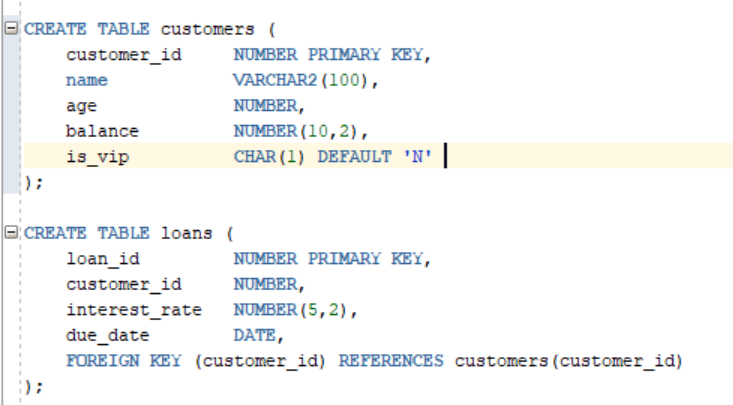 CREATE TABLE customers (
    customer_id     NUMBER PRIMARY KEY,
    name            VARCHAR2(100),
    age             NUMBER,
    balance         NUMBER(10,2),
    is_vip          CHAR(1) DEFAULT 'N'
);
CREATE TABLE loans (
    loan_id         NUMBER PRIMARY KEY,
    customer_id     NUMBER,
    interest_rate   NUMBER(5,2),
    due_date        DATE,
    FOREIGN KEY (customer_id) REFERENCES customers(customer_id)
);